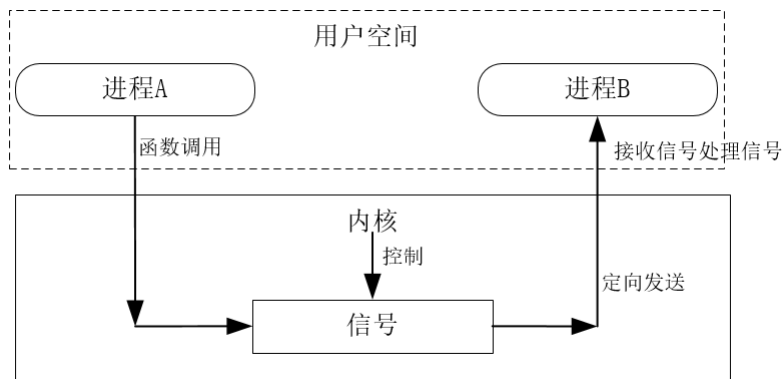 用户空间
进程A
进程B
函数调用
接收信号处理信号
内核
控制
定向发送
信号